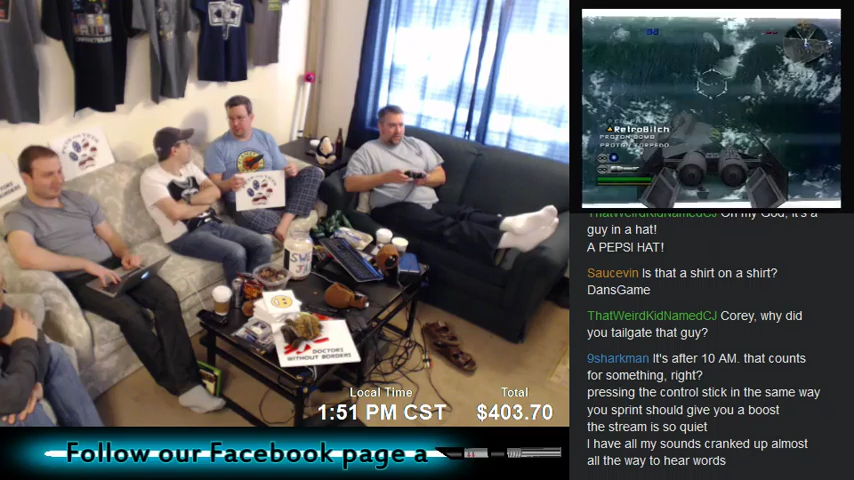 RetroBitch
PROTON BOMB
PROTON TORPEDO
ThatWeirdKidNamedCJ Oh my God, it's a
guy in a hat!
A PEPSI HAT!
Saucevin Is that a shirt on a shirt?
DansGame
ThatWeirdKidNamedCJ Corey, why did
you tailgate that guy?
9sharkman It's after 10 AM. that counts
for something, right?
pressing the control stick in the same way
you sprint should give you a boost
the stream is so quiet
I have all my sounds cranked up almost
all the way to hear words
DOCTORS
WITHOUT BORDERS
Local Time
1:51 PM CST
Total
$403.70
Follow our Facebook page a